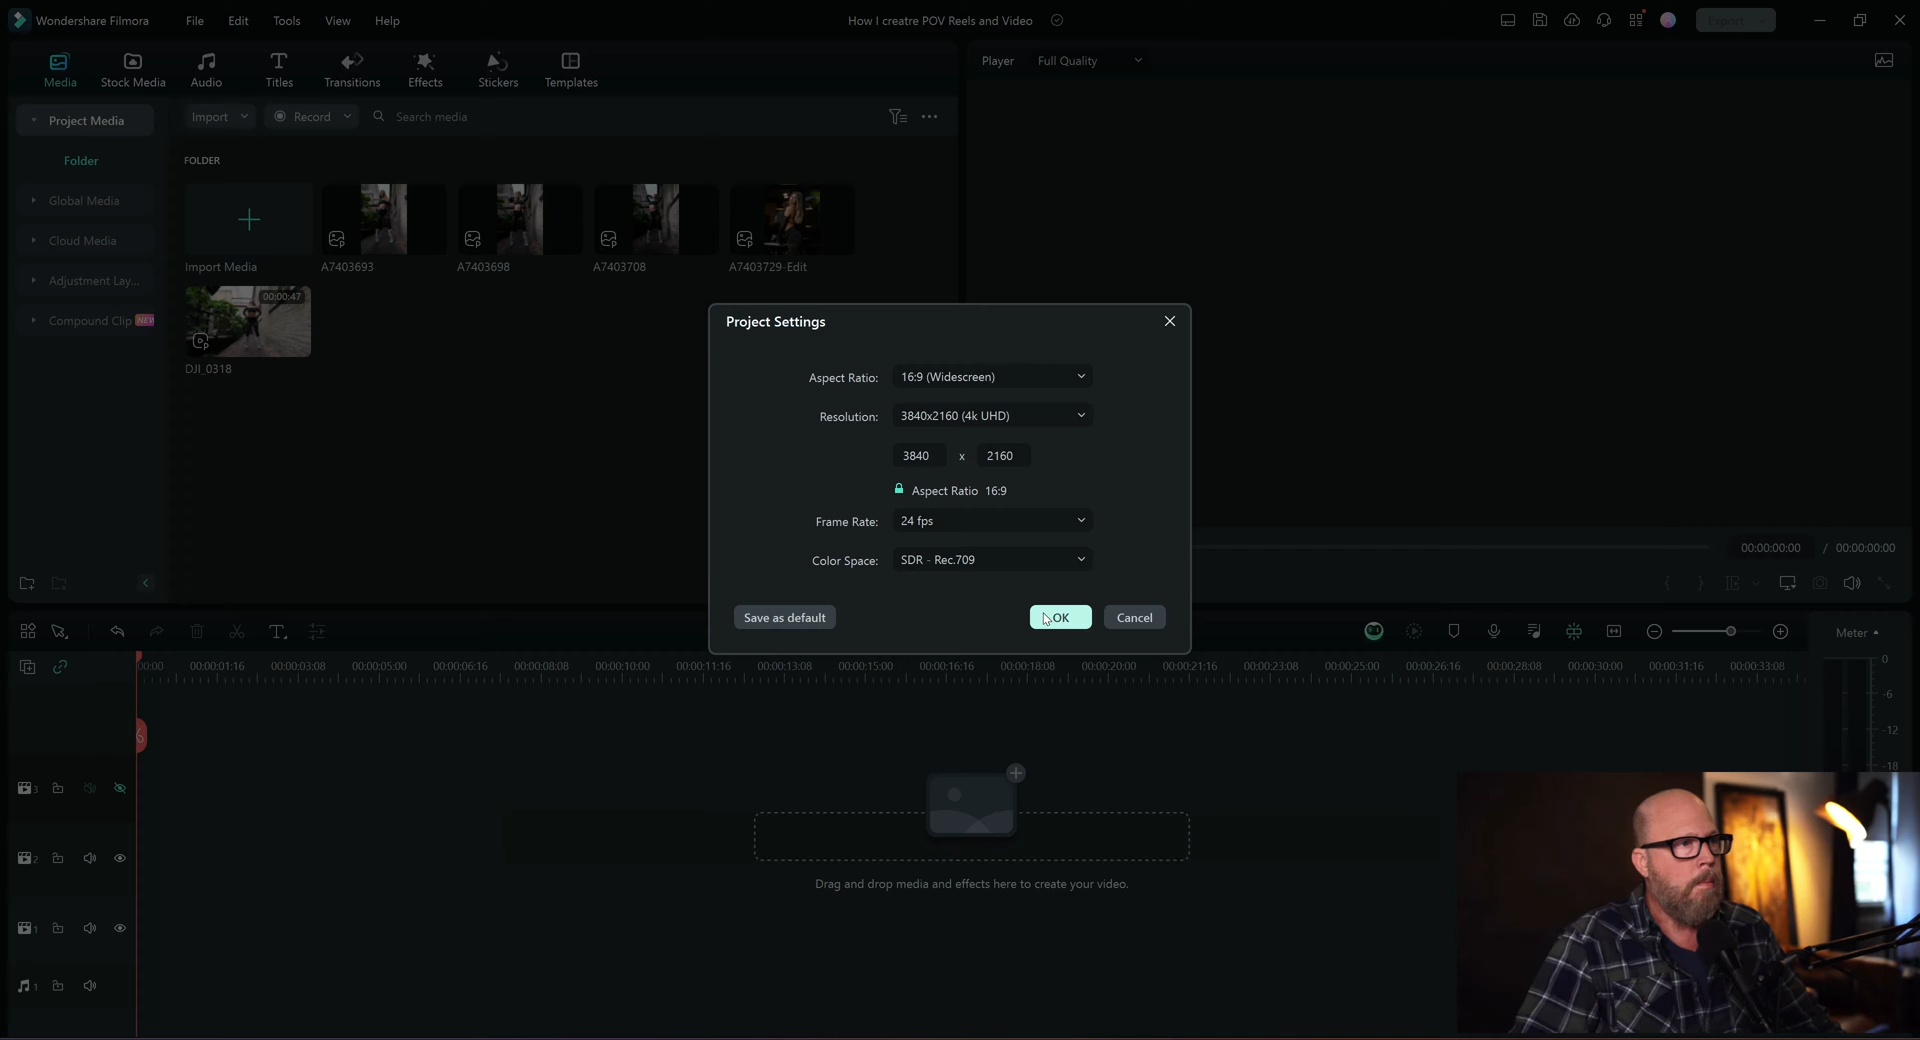 Wondershare Filmora File Edit Tools View Help How I creatre POV Reels and Video Export
Media Stock Media Audio Titles Transitions Effects Stickers Templates
Player Full Quality
Project Media Import Record Search media
Folder
FOLDER
Global Media
Cloud Media
Adjustment Lay...
Compound Clip NEW
Import Media A7403693 A7403698 A7403708 A7403729-Edit
00:00:47
DJI_0318
Project Settings
Aspect Ratio: 16:9 (Widescreen)
Resolution: 3840x2160 (4k UHD)
3840 x 2160
Aspect Ratio 16:9
Frame Rate: 24 fps
Color Space: SDR - Rec.709
Save as default OK Cancel
00:00:00:00 / 00:00:00:00
Meter
00:00 00:00:01:16 00:00:03:08 00:00:05:00 00:00:06:16 00:00:08:08 00:00:10:00 00:00:11:16 00:00:13:08 00:00:15:00 00:00:16:16 00:00:18:08 00:00:20:00 00:00:21:16 00:00:23:08 00:00:25:00 00:00:26:16 00:00:28:08 00:00:30:00 00:00:31:16 00:00:33:08
0
-6
-12
-18
3
2
1
1
Drag and drop media and effects here to create your video.